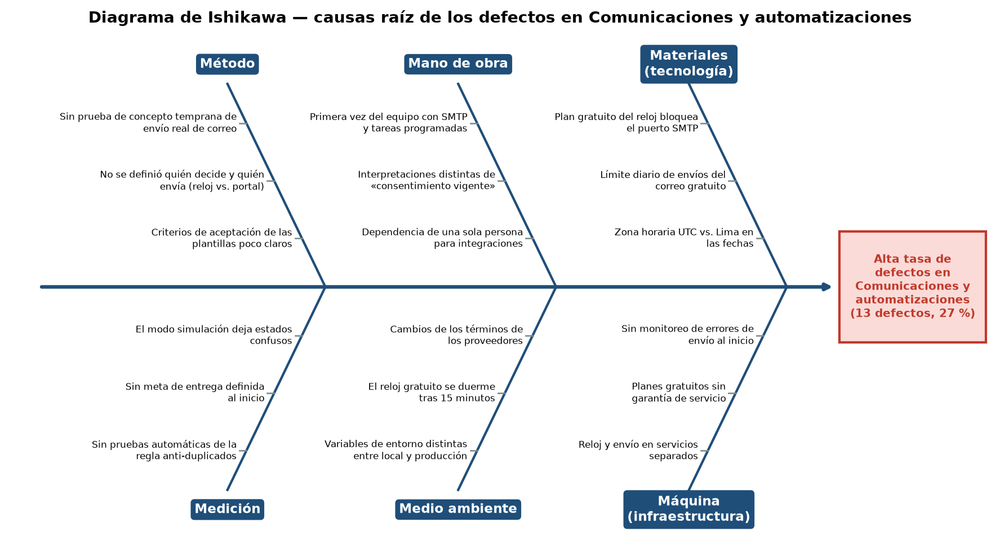 Diagrama de Ishikawa — causas raíz de los defectos en Comunicaciones y automatizaciones
Método
Sin prueba de concepto temprana de
envío real de correo
No se definió quién decide y quién
envía (reloj vs. portal)
Criterios de aceptación de las
plantillas poco claros
Mano de obra
Primera vez del equipo con SMTP
y tareas programadas
Interpretaciones distintas de
«consentimiento vigente»
Dependencia de una sola persona
para integraciones
Materiales
(tecnología)
Plan gratuito del reloj bloquea
el puerto SMTP
Límite diario de envíos del
correo gratuito
Zona horaria UTC vs. Lima en
las fechas
Alta tasa de
defectos en
Comunicaciones y
automatizaciones
(13 defectos, 27 %)
El modo simulación deja estados
confusos
Sin meta de entrega definida
al inicio
Sin pruebas automáticas de la
regla anti-duplicados
Medición
Cambios de los términos de
los proveedores
El reloj gratuito se duerme
tras 15 minutos
Variables de entorno distintas
entre local y producción
Medio ambiente
Sin monitoreo de errores de
envío al inicio
Planes gratuitos sin
garantía de servicio
Reloj y envío en servicios
separados
Máquina
(infraestructura)